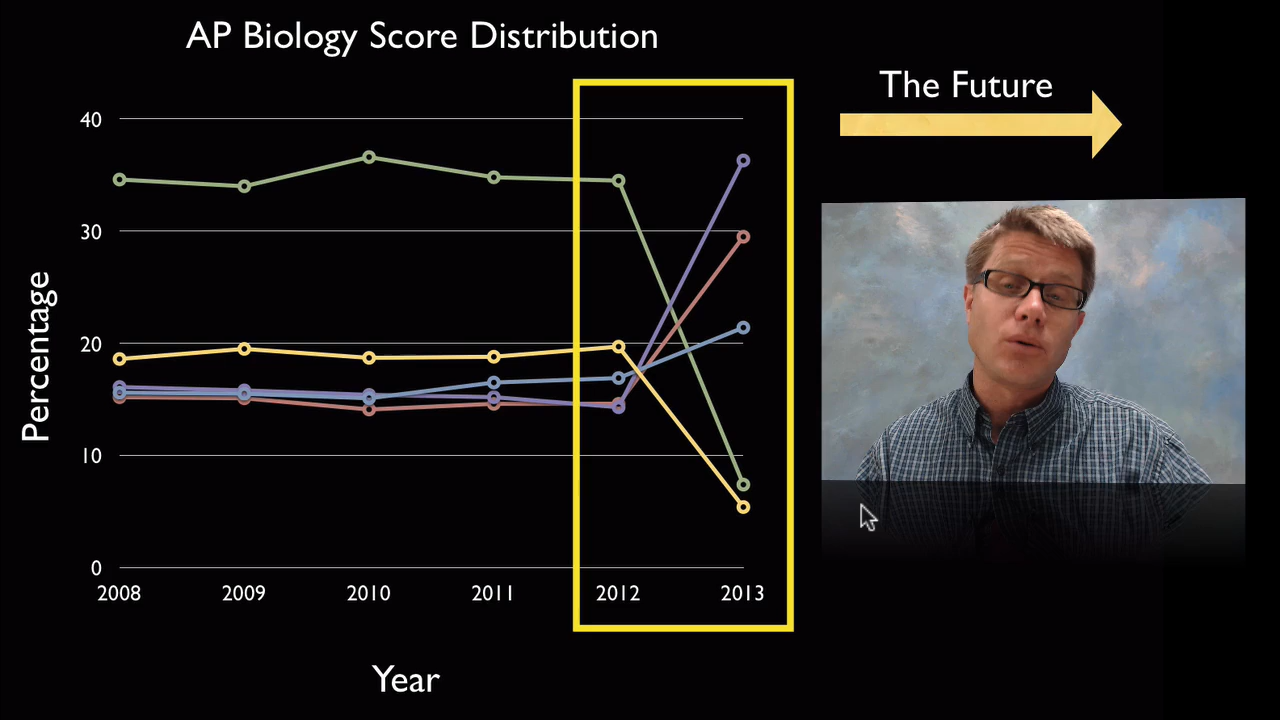 AP Biology Score Distribution
The Future
40
30
20
10
0
Percentage
2008 2009 2010 2011 2012 2013
Year